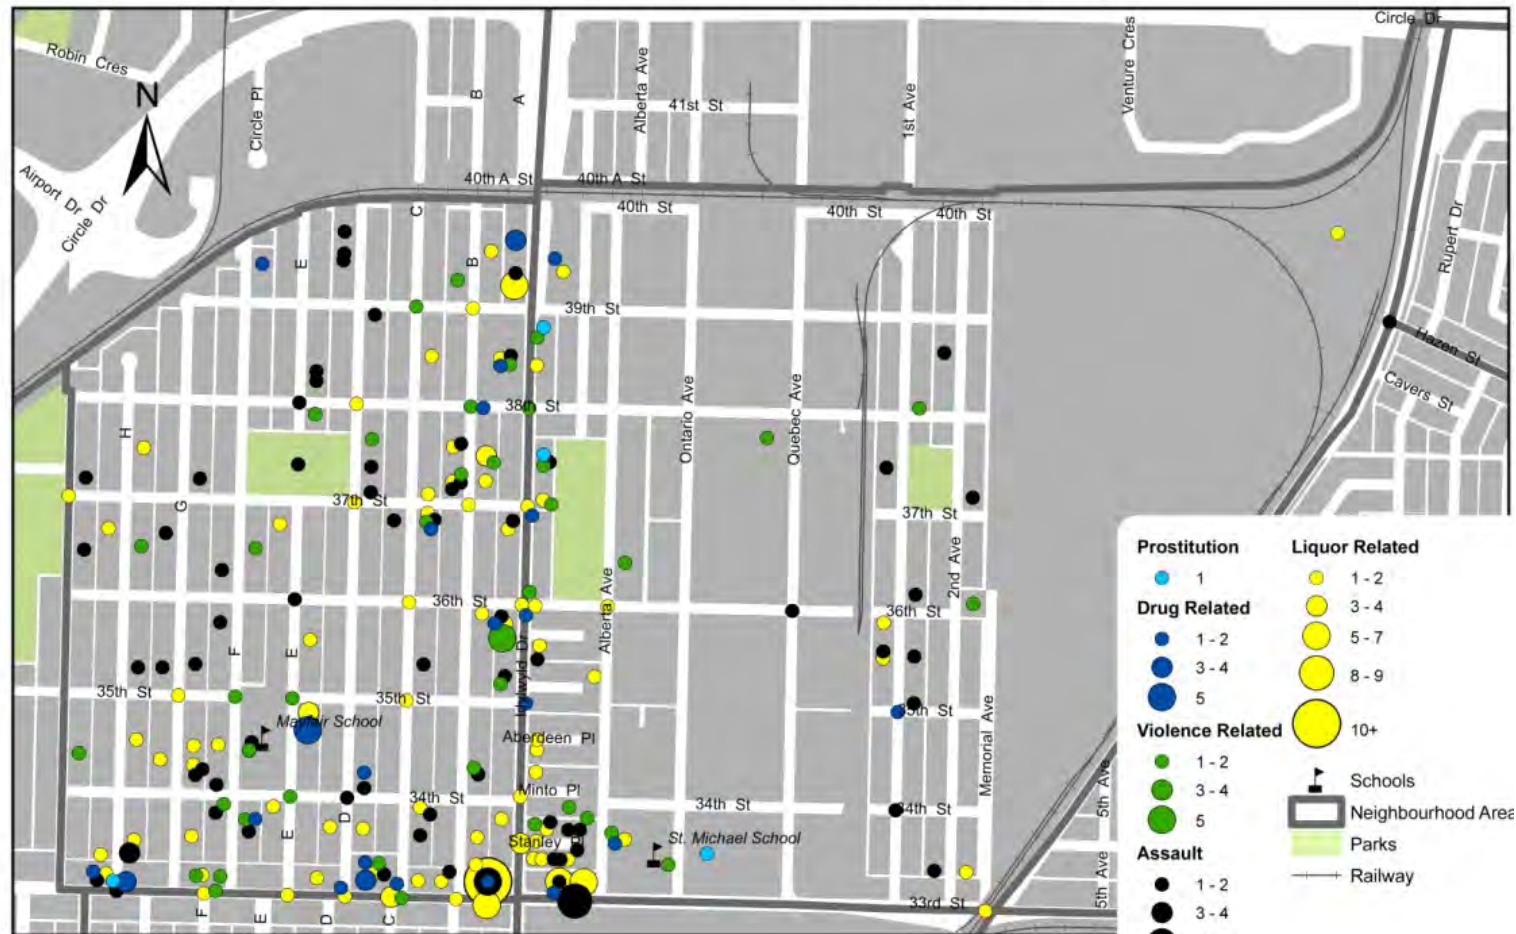 Circle Dr
Robin Cres
N
Circle Pl
B
A
Alberta Ave
41st St
1st Ave
Venture Cres
Airport Dr
Circle Dr
40th A St
40th A St
C
40th St
40th St
40th St
Rupert Dr
E
B
39th St
Hazen St
Cavers St
38th St
Ontario Ave
Quebec Ave
H
37th St
G
37th St
2nd Ave
36th St
36th St
Alberta Ave
Idylwyld Dr
F
E
35th St
35th St
35th St
Mayfair School
Aberdeen Pl
Memorial Ave
Minto Pl
34th St
34th St
34th St
D
E
Stanley Pl
St. Michael School
5th Ave
5th Ave
33rd St
F
E
D
C
Prostitution
1
Drug Related
1 - 2
3 - 4
5
Violence Related
1 - 2
3 - 4
5
Assault
1 - 2
3 - 4
Liquor Related
1 - 2
3 - 4
5 - 7
8 - 9
10+
Schools
Neighbourhood Area
Parks
Railway